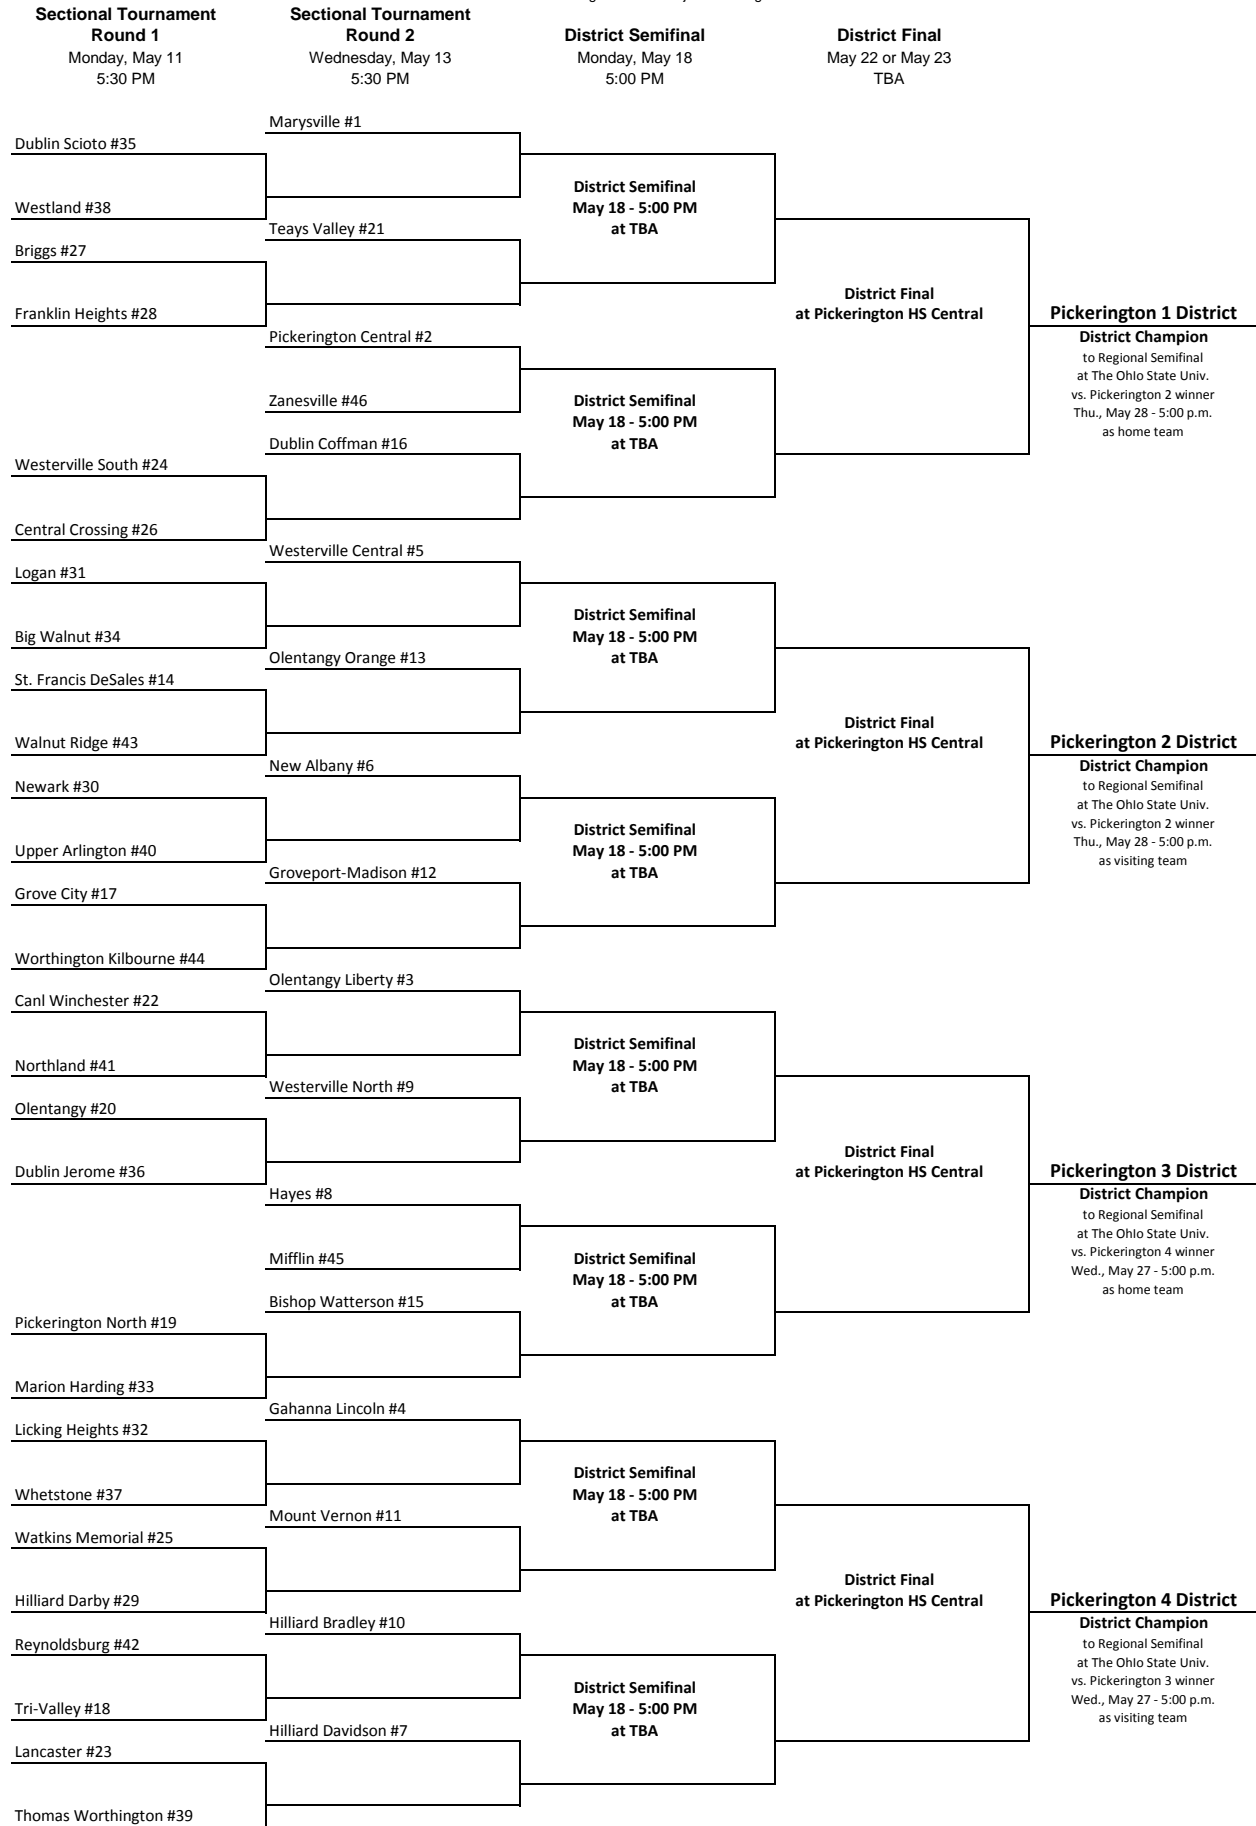 Sectional Tournament
Round 1
Monday, May 11
5:30 PM
Sectional Tournament
Round 2
Wednesday, May 13
5:30 PM
District Semifinal
Monday, May 18
5:00 PM
District Final
May 22 or May 23
TBA
Marysville #1
Dublin Scioto #35
Westland #38
Teays Valley #21
Briggs #27
Franklin Heights #28
District Semifinal
May 18 - 5:00 PM
at TBA
Pickerington Central #2
Zanesville #46
Dublin Coffman #16
Westerville South #24
Central Crossing #26
District Semifinal
May 18 - 5:00 PM
at TBA
District Final
at Pickerington HS Central
Pickerington 1 District
District Champion
to Regional Semifinal
at The OhIo State Univ.
vs. Pickerington 2 winner
Thu., May 28 - 5:00 p.m.
as home team
Westerville Central #5
Logan #31
Big Walnut #34
Olentangy Orange #13
St. Francis DeSales #14
Walnut Ridge #43
District Semifinal
May 18 - 5:00 PM
at TBA
New Albany #6
Newark #30
Upper Arlington #40
Groveport-Madison #12
Grove City #17
Worthington Kilbourne #44
District Semifinal
May 18 - 5:00 PM
at TBA
District Final
at Pickerington HS Central
Pickerington 2 District
District Champion
to Regional Semifinal
at The OhIo State Univ.
vs. Pickerington 2 winner
Thu., May 28 - 5:00 p.m.
as visiting team
Olentangy Liberty #3
Canl Winchester #22
Northland #41
Westerville North #9
Olentangy #20
Dublin Jerome #36
District Semifinal
May 18 - 5:00 PM
at TBA
Hayes #8
Mifflin #45
Bishop Watterson #15
Pickerington North #19
Marion Harding #33
District Semifinal
May 18 - 5:00 PM
at TBA
District Final
at Pickerington HS Central
Pickerington 3 District
District Champion
to Regional Semifinal
at The OhIo State Univ.
vs. Pickerington 4 winner
Wed., May 27 - 5:00 p.m.
as home team
Gahanna Lincoln #4
Licking Heights #32
Whetstone #37
Mount Vernon #11
Watkins Memorial #25
Hilliard Darby #29
District Semifinal
May 18 - 5:00 PM
at TBA
Hilliard Bradley #10
Reynoldsburg #42
Tri-Valley #18
Hilliard Davidson #7
Lancaster #23
Thomas Worthington #39
District Semifinal
May 18 - 5:00 PM
at TBA
District Final
at Pickerington HS Central
Pickerington 4 District
District Champion
to Regional Semifinal
at The OhIo State Univ.
vs. Pickerington 3 winner
Wed., May 27 - 5:00 p.m.
as visiting team